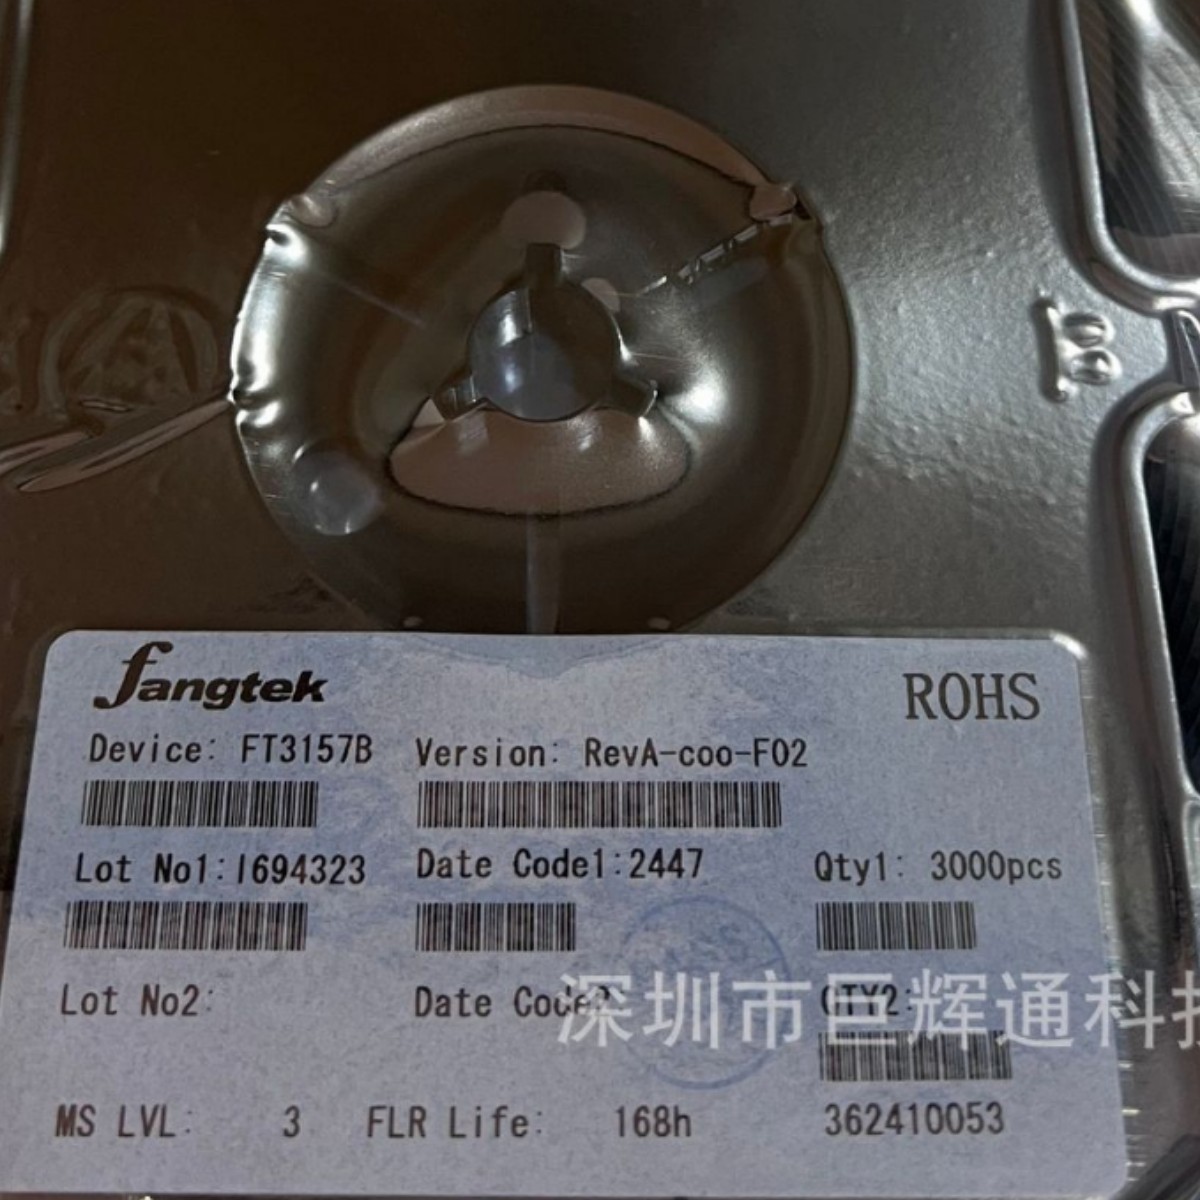 fangtek
ROHS
Device: FT3157B Version: RevA-coo-F02
Lot No1:I694323 Date Code1:2447 Qty1: 3000pcs
Lot No2: Date Code2 QTY2:
深圳市巨辉通科技
MS LVL: 3 FLR Life: 168h 362410053